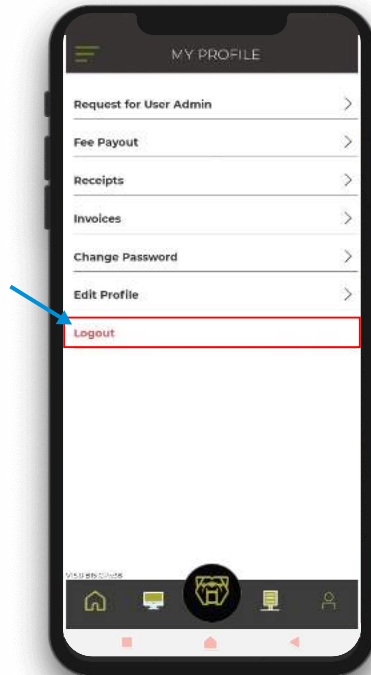 MY PROFILE
Request for User Admin
Fee Payout
Receipts
Invoices
Change Password
Edit Profile
Logout